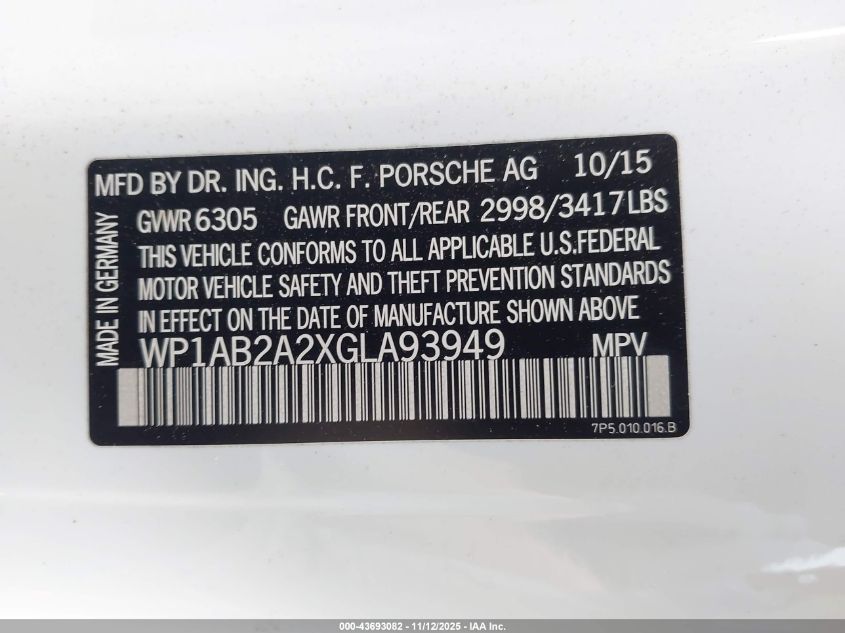 MFD BY DR. ING. H.C. F. PORSCHE AG 10/15
GVWR 6305 GAWR FRONT/REAR 2998/3417LBS
THIS VEHICLE CONFORMS TO ALL APPLICABLE U.S.FEDERAL
MOTOR VEHICLE SAFETY AND THEFT PREVENTION STANDARDS
IN EFFECT ON THE DATE OF MANUFACTURE SHOWN ABOVE
WP1AB2A2XGLA93949 MPV
7P5.010.016.B
MADE IN GERMANY
000-43693082 - 11/12/2025 - IAA Inc.